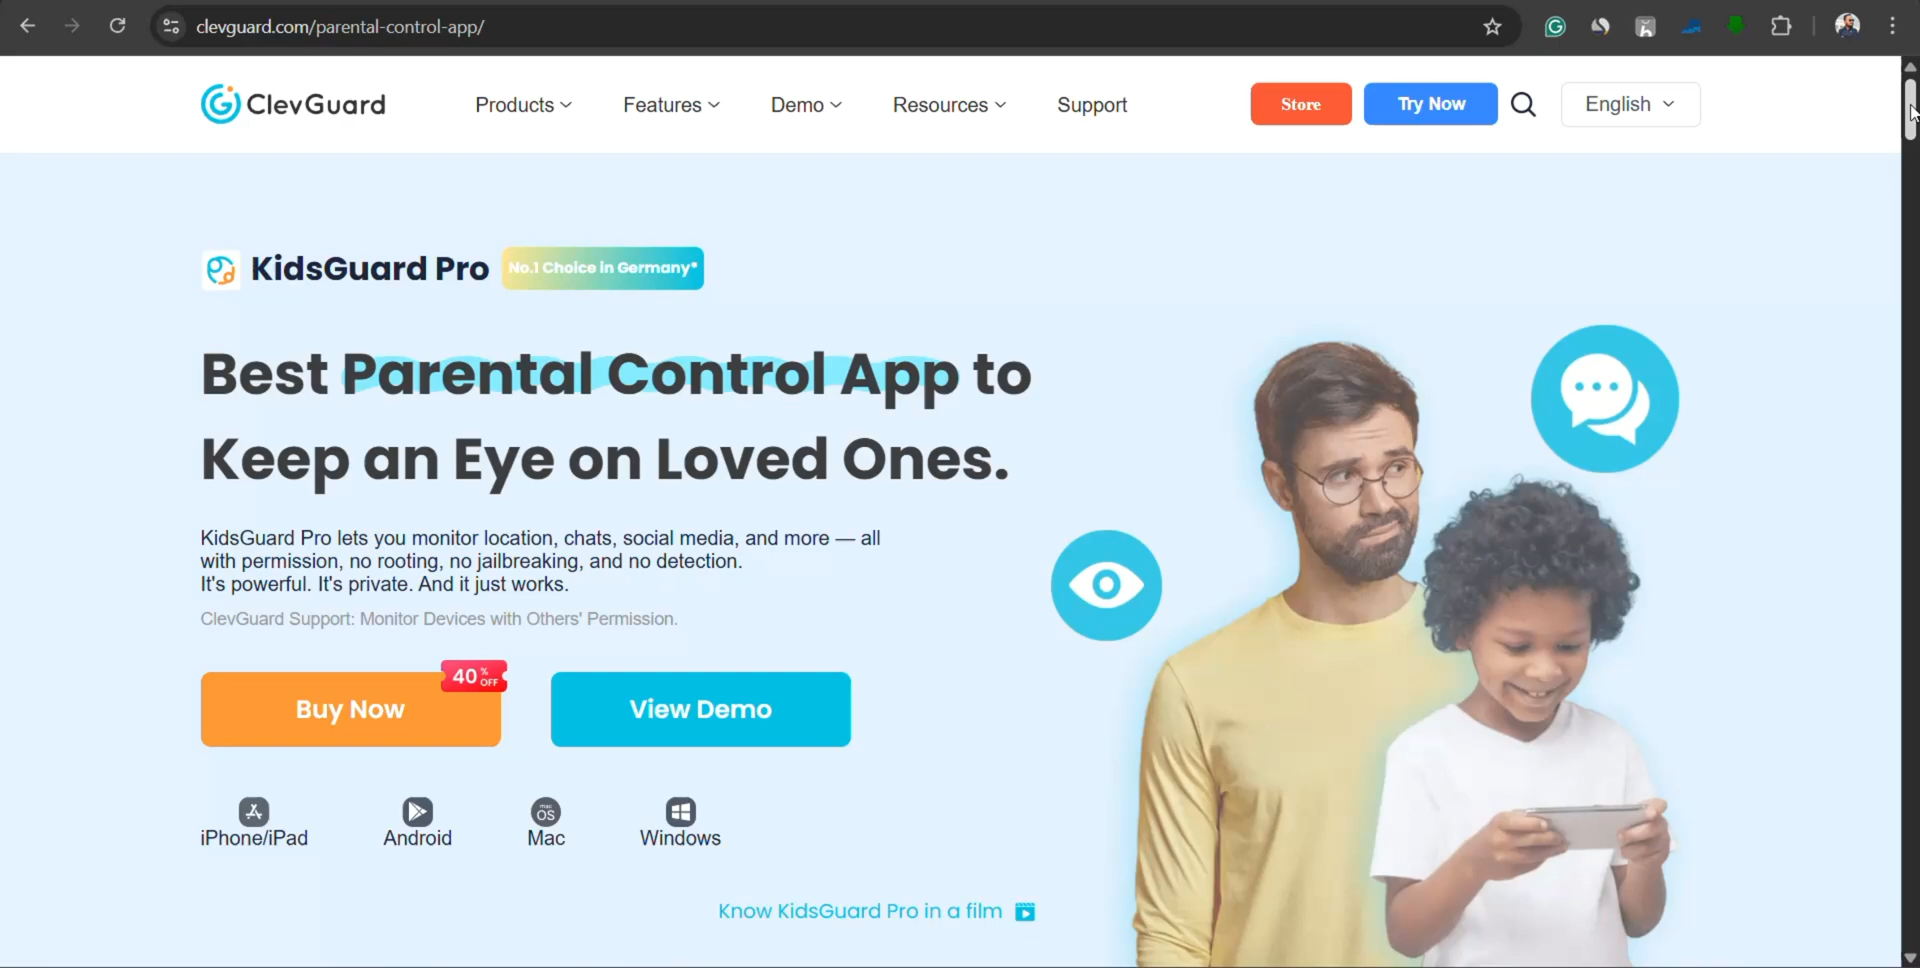 clevguard.com/parental-control-app/
ClevGuard
Products
Features
Demo
Resources
Support
Store
Try Now
English
KidsGuard Pro
No.1 Choice in Germany*
Best Parental Control App to
Keep an Eye on Loved Ones.
KidsGuard Pro lets you monitor location, chats, social media, and more — all
with permission, no rooting, no jailbreaking, and no detection.
It's powerful. It's private. And it just works.
ClevGuard Support: Monitor Devices with Others' Permission.
40% OFF
Buy Now
View Demo
mac
OS
iPhone/iPad
Android
Mac
Windows
Know KidsGuard Pro in a film